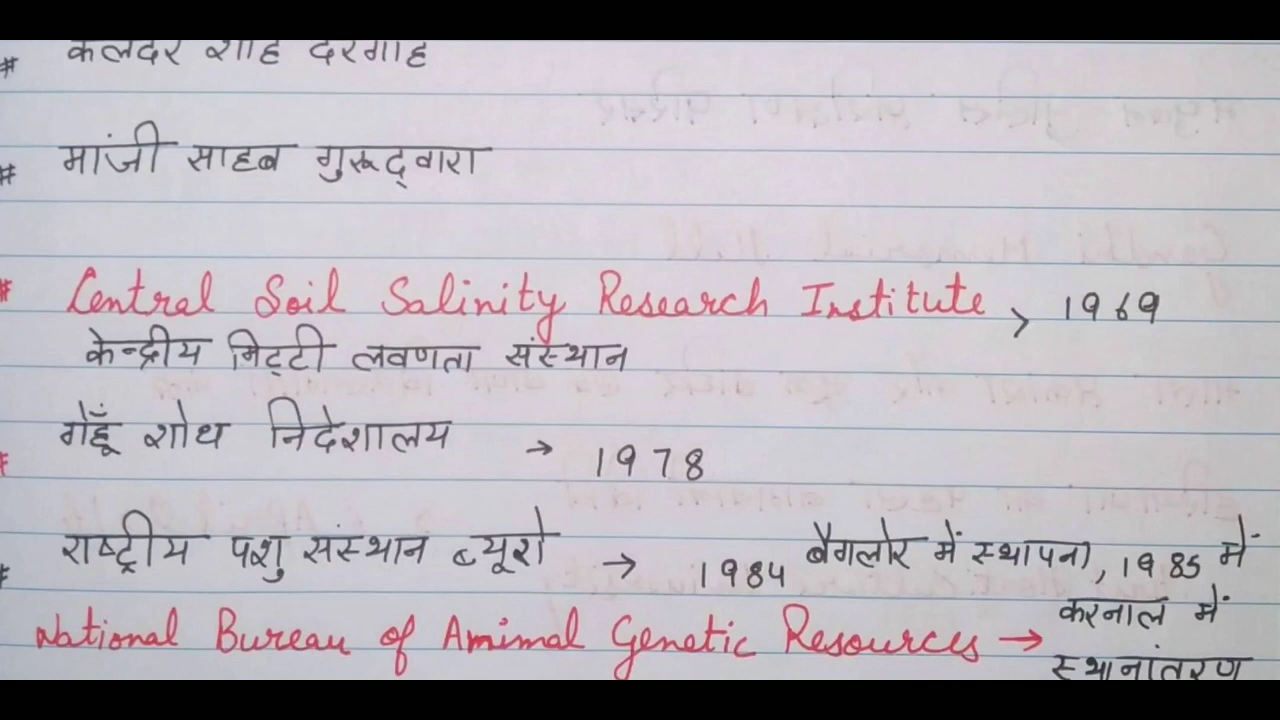 # कलंदर शाह दरगाह
# मांजी साहब गुरुद्वारा
# Central Soil Salinity Research Institute > 1969
केन्द्रीय मिट्टी लवणता संस्थान
# गेहूँ शोध निदेशालय → 1978
# राष्ट्रीय पशु संस्थान ब्यूरो → 1984 बैंगलोर में स्थापना, 1985 में
National Bureau of Animal Genetic Resources → करनाल में
स्थानांतरण